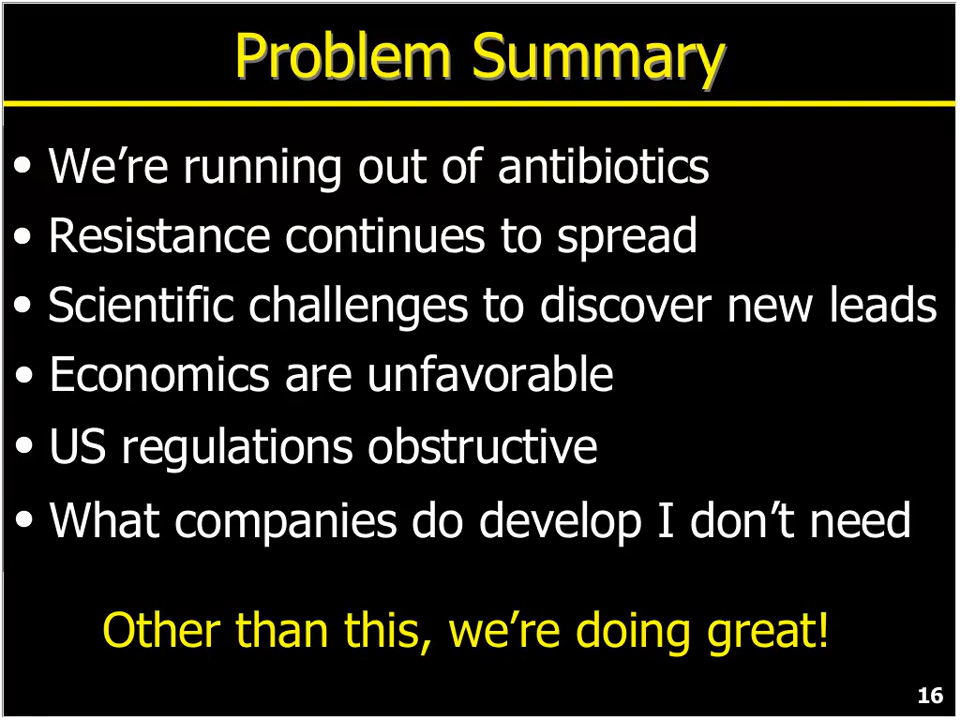 Problem Summary
• We’re running out of antibiotics
• Resistance continues to spread
• Scientific challenges to discover new leads
• Economics are unfavorable
• US regulations obstructive
• What companies do develop I don’t need
Other than this, we’re doing great!
16